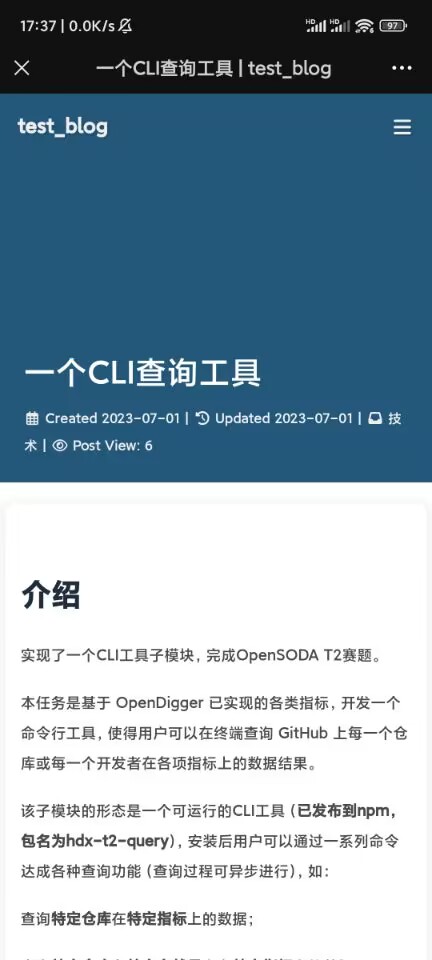 17:37 | 0.0K/s
HD HD 6 97
一个CLI查询工具 | test_blog
test_blog
一个CLI查询工具
Created 2023-07-01 | Updated 2023-07-01 | 技
术 | Post View: 6
介绍
实现了一个CLI工具子模块，完成OpenSODA T2赛题。
本任务是基于 OpenDigger 已实现的各类指标，开发一个
命令行工具，使得用户可以在终端查询 GitHub 上每一个仓
库或每一个开发者在各项指标上的数据结果。
该子模块的形态是一个可运行的CLI工具（已发布到npm，
包名为hdx-t2-query），安装后用户可以通过一系列命令
达成各种查询功能（查询过程可异步进行），如：
查询特定仓库在特定指标上的数据；